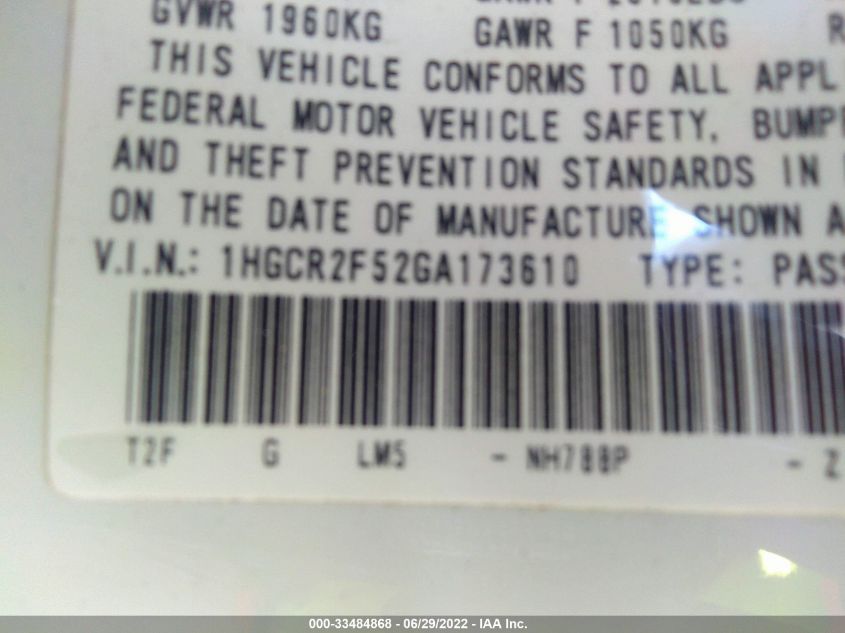 GVWR 1960KG GAWR F 1050KG R
THIS VEHICLE CONFORMS TO ALL APPL
FEDERAL MOTOR VEHICLE SAFETY, BUMP
AND THEFT PREVENTION STANDARDS IN
ON THE DATE OF MANUFACTURE SHOWN A
V.I.N.: 1HGCR2F52GA173610 TYPE: PASS
T2F G LM5 - NH788P - Z
000-33484868 - 06/29/2022 - IAA Inc.